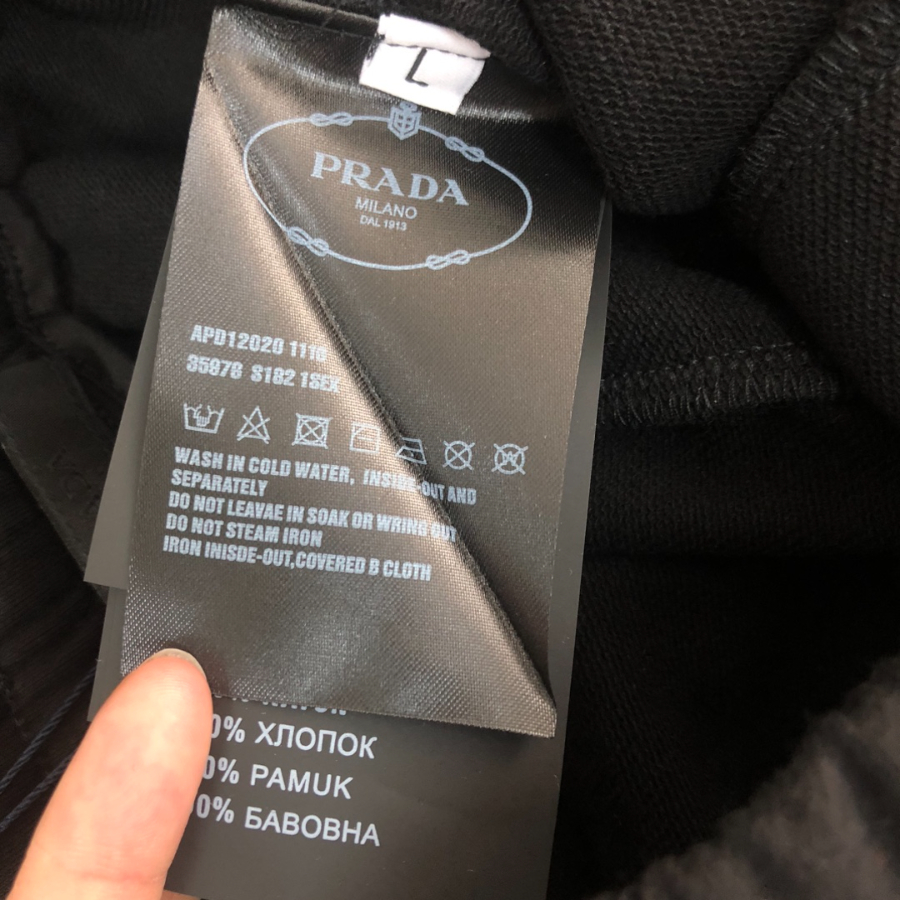 L
PRADA
MILANO
DAL 1913
APD12020 1116
S5978 S182 1SEX
WASH IN COLD WATER, INSIDE-OUT AND
SEPARATELY
DO NOT LEAVAE IN SOAK OR WRING OUT
DO NOT STEAM IRON
IRON INISDE-OUT,COVERED B CLOTH
0% ХЛОПОК
0% PAMUK
0% БАВОВНА